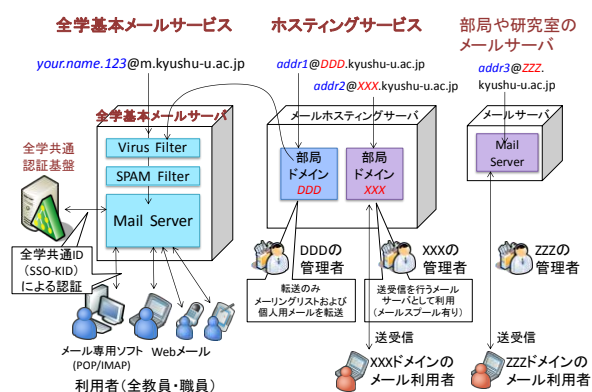 全学基本メールサービス
your.name.123@m.kyushu-u.ac.jp
全学基本メールサーバ
Virus Filter
SPAM Filter
Mail Server
全学共通
認証基盤
全学共通ID
(SSO-KID)
による認証
メール専用ソフト
(POP/IMAP)
Webメール
利用者(全教員・職員)
ホスティングサービス
addr1@DDD.kyushu-u.ac.jp
addr2@XXX.kyushu-u.ac.jp
メールホスティングサーバ
部局
ドメイン
DDD
部局
ドメイン
XXX
DDDの
管理者
転送のみ
メーリングリストおよび
個人用メールを転送
XXXの
管理者
送受信を行うメール
サーバとして利用
(メールスプール有り)
送受信
XXXドメインの
メール利用者
部局や研究室の
メールサーバ
addr3@ZZZ.
kyushu-u.ac.jp
メールサーバ
Mail
Server
ZZZの
管理者
送受信
ZZZドメインの
メール利用者